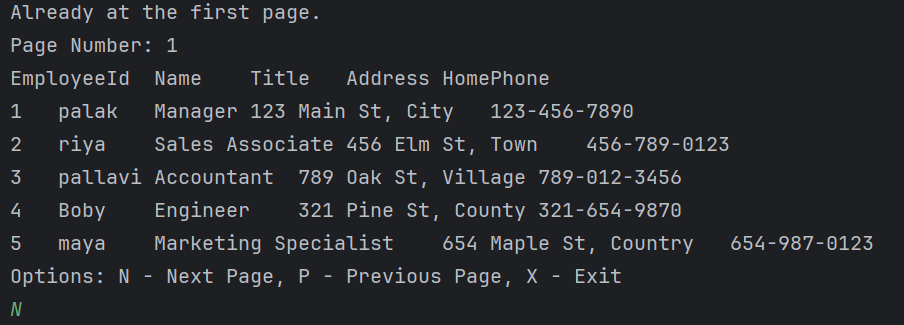 Already at the first page.
Page Number: 1
EmployeeId  Name    Title   Address HomePhone
1   palak   Manager 123 Main St, City   123-456-7890
2   riya    Sales Associate 456 Elm St, Town    456-789-0123
3   pallavi Accountant  789 Oak St, Village 789-012-3456
4   Boby    Engineer    321 Pine St, County 321-654-9870
5   maya    Marketing Specialist    654 Maple St, Country   654-987-0123
Options: N - Next Page, P - Previous Page, X - Exit
N